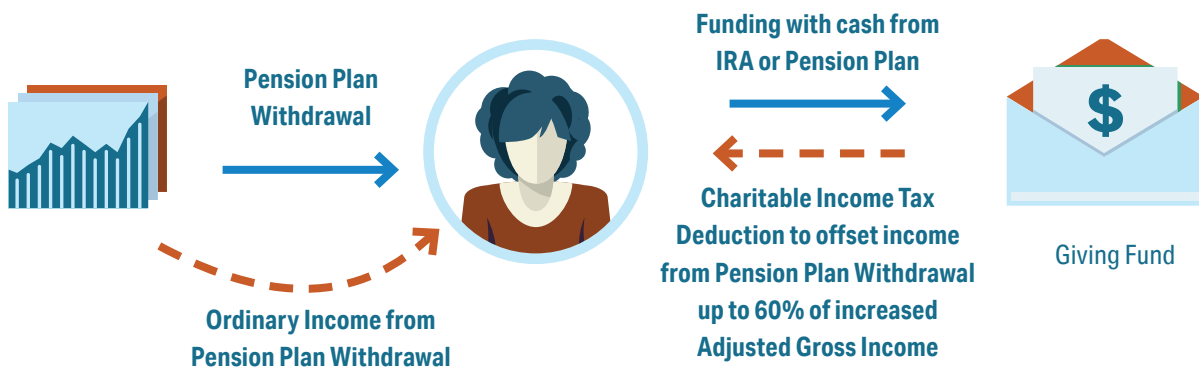 Pension Plan
Withdrawal
Ordinary Income from
Pension Plan Withdrawal
Funding with cash from
IRA or Pension Plan
Charitable Income Tax
Deduction to offset income
from Pension Plan Withdrawal
up to 60% of increased
Adjusted Gross Income
$
Giving Fund